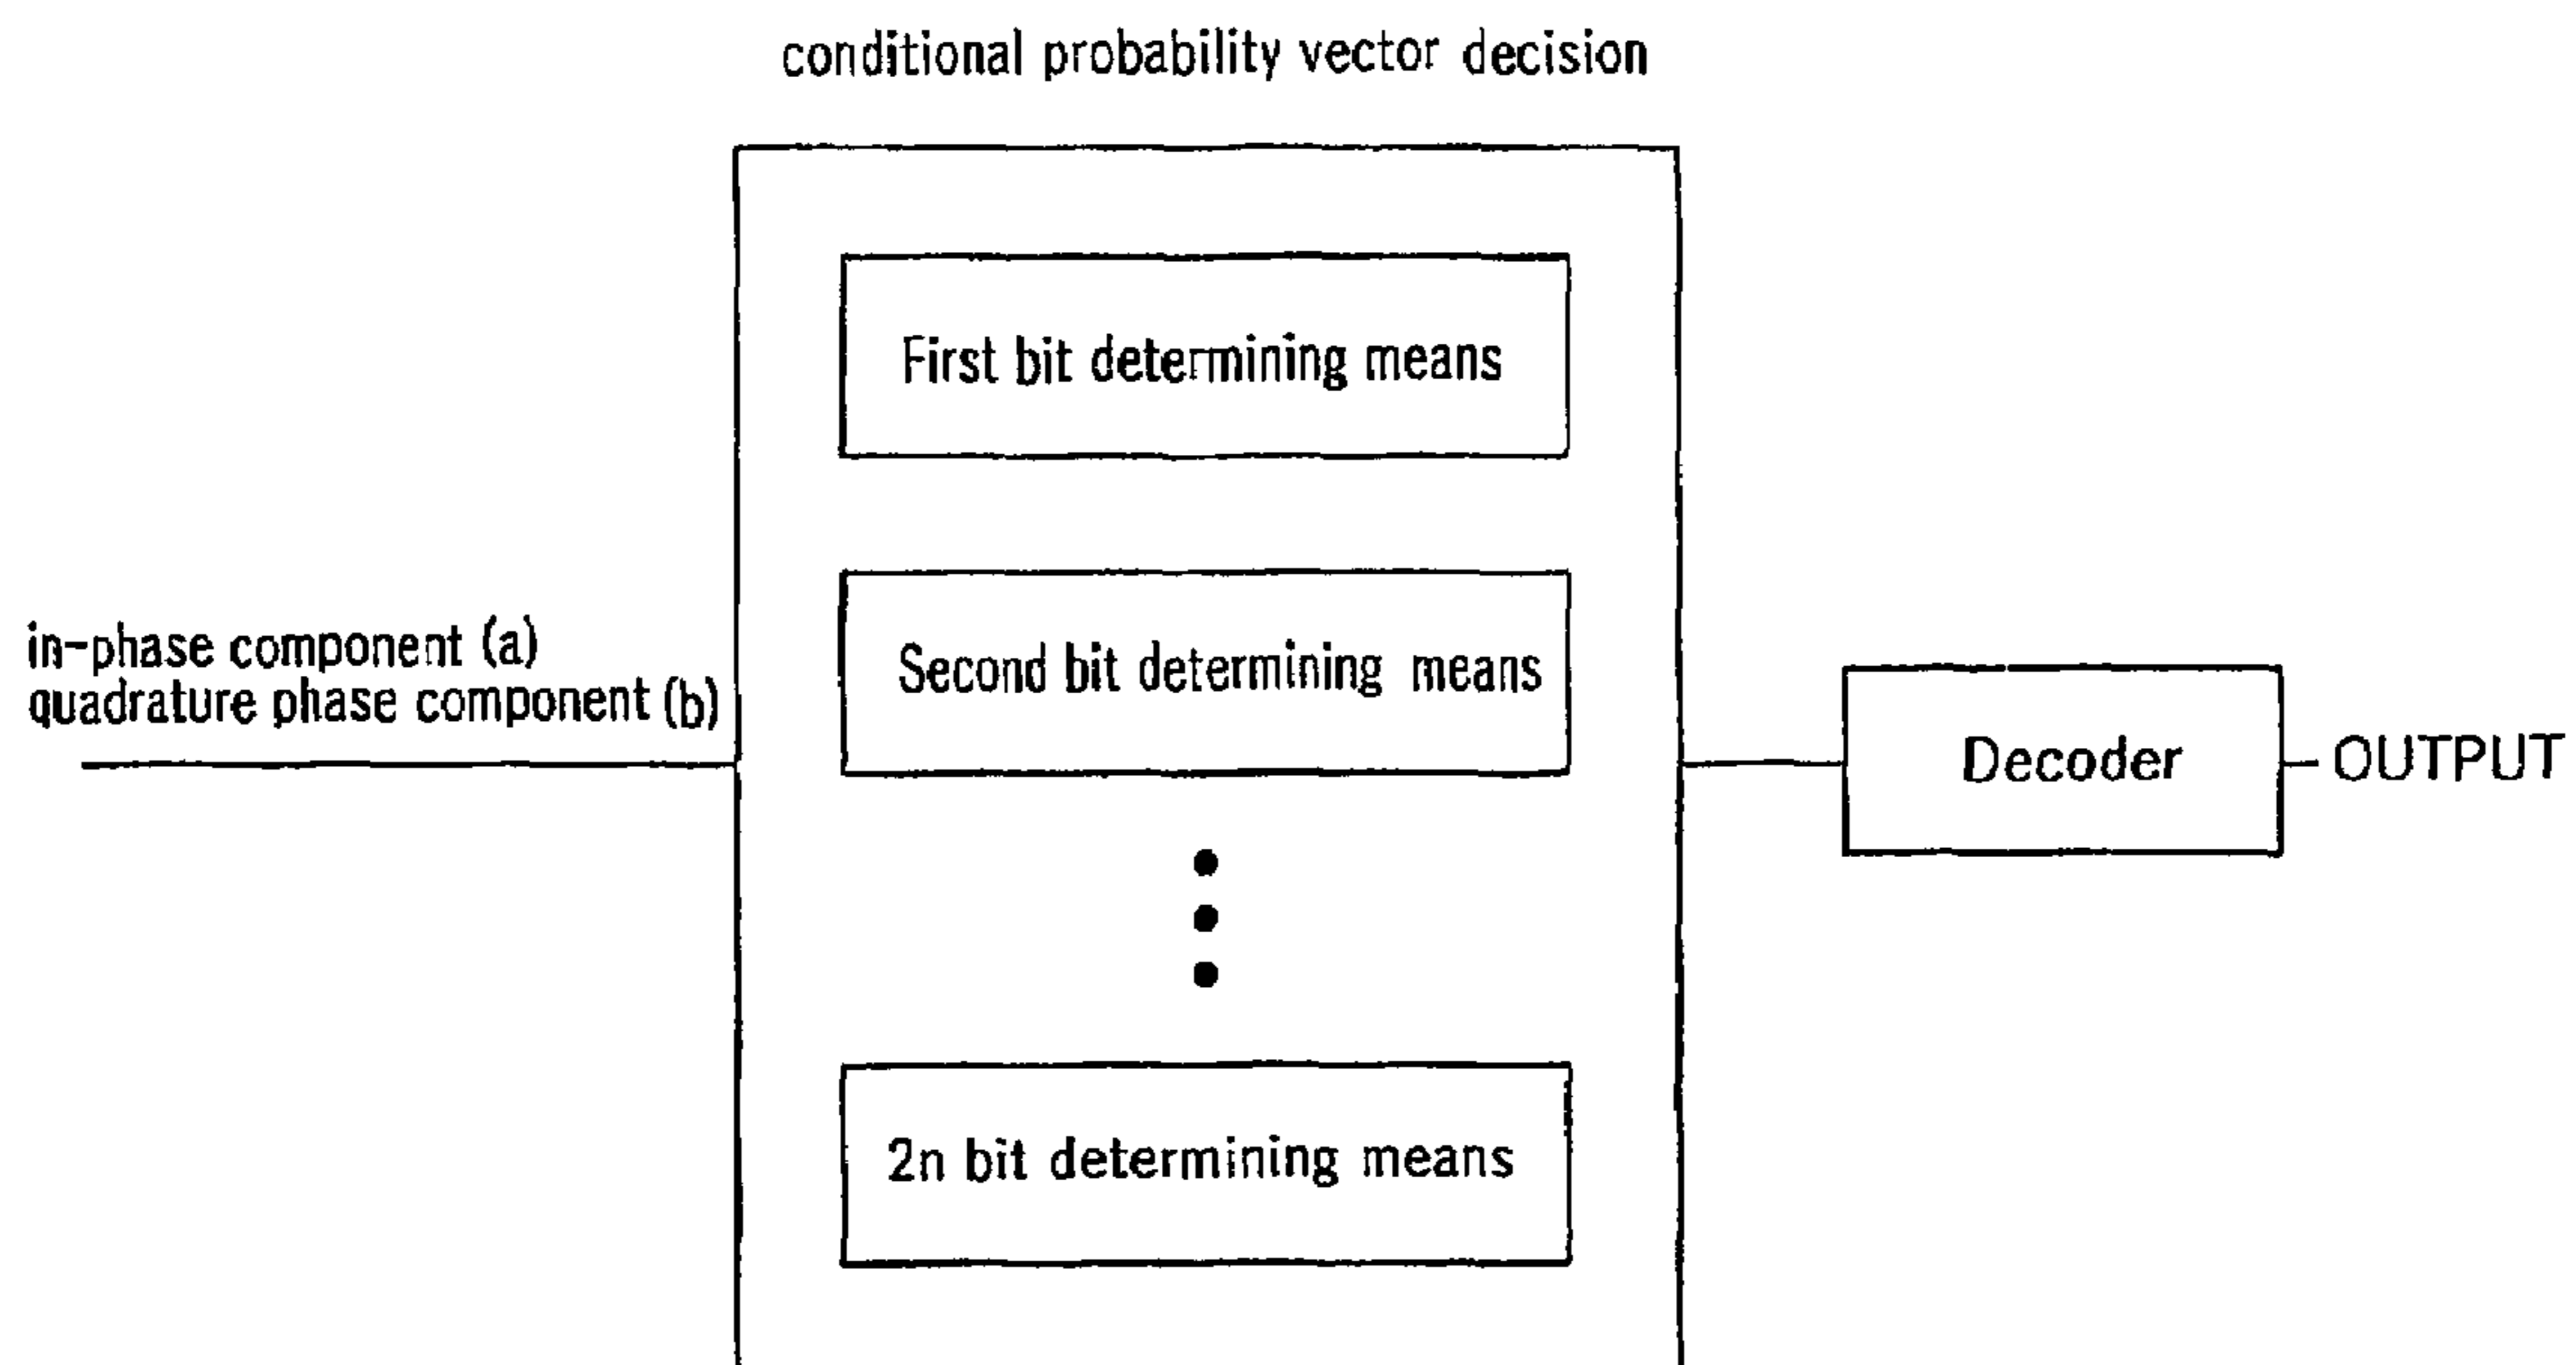 conditional probability vector decision
First bit determining means
in-phase component (a)
quadrature phase component (b)
Second bit determining means
Decoder
OUTPUT
2n bit determining means